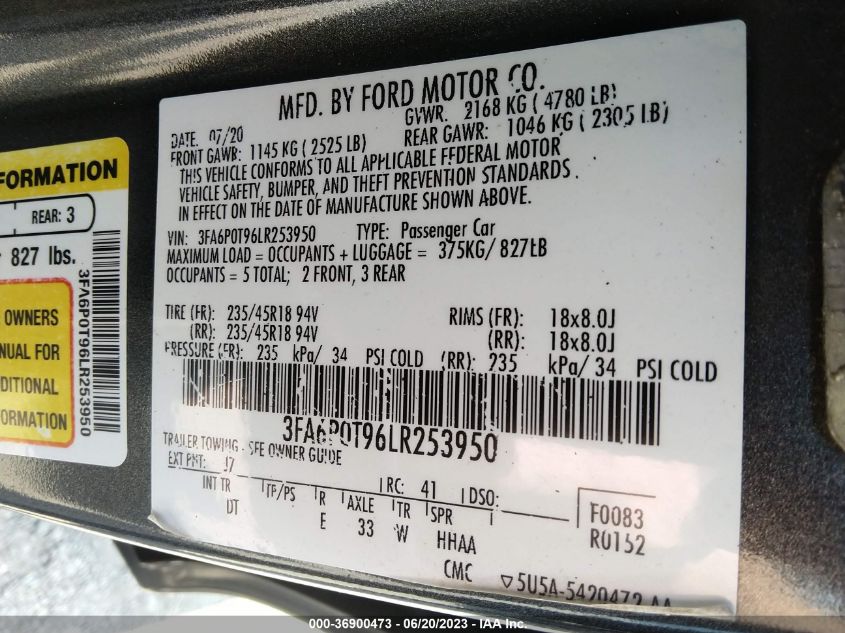 FORMATION
REAR: 3
827 lbs.
OWNERS
NUAL FOR
DITIONAL
FORMATION
3FA6P0T96LR253950
MFD. BY FORD MOTOR CO.
DATE: 07/20 GVWR: 2168 KG ( 4780 LB)
FRONT GAWR: 1145 KG ( 2525 LB) REAR GAWR: 1046 KG ( 2305 LB)
THIS VEHICLE CONFORMS TO ALL APPLICABLE FEDERAL MOTOR
VEHICLE SAFETY, BUMPER, AND THEFT PREVENTION STANDARDS.
IN EFFECT ON THE DATE OF MANUFACTURE SHOWN ABOVE.
VIN: 3FA6P0T96LR253950 TYPE: Passenger Car
MAXIMUM LOAD = OCCUPANTS + LUGGAGE = 375KG/ 827LB
OCCUPANTS = 5 TOTAL; 2 FRONT, 3 REAR
TIRE (FR): 235/45R18 94V RIMS (FR): 18x8.0J
(RR): 235/45R18 94V (RR): 18x8.0J
PRESSURE (FR): 235 kPa/ 34 PSI COLD (RR): 235 kPa/ 34 PSI COLD
3FA6P0T96LR253950
TRAILER TOWING - SEE OWNER GUIDE
EXT PNT: J7 RC: 41 DSO:
INT TR TP/PS R AXLE TR SPR F0083
DT E 33 W HHAA R0152
CMC ▽5U5A-5420472-AA
000-36900473 - 06/20/2023 - IAA Inc.